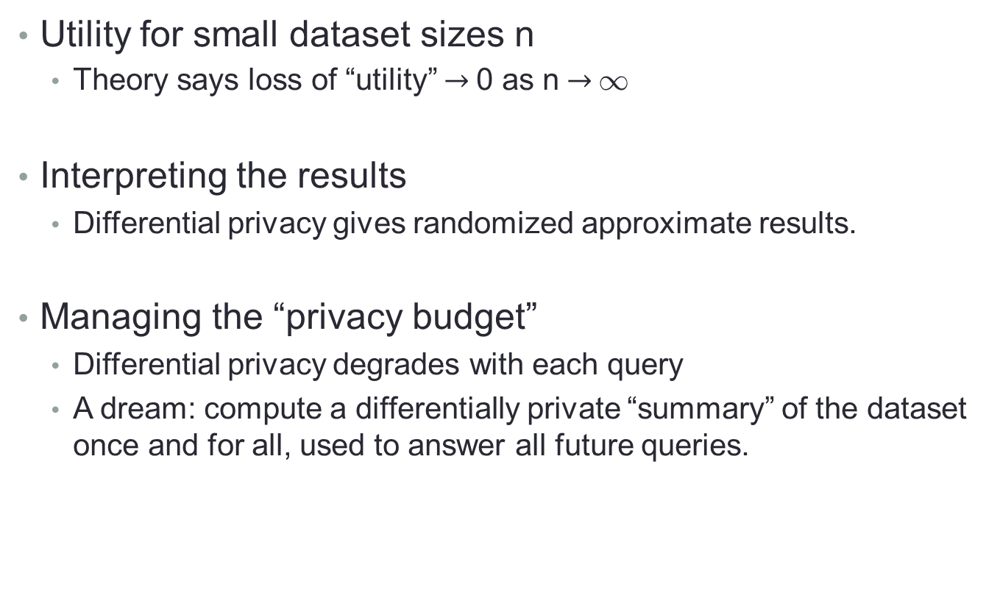 • Utility for small dataset sizes n
• Theory says loss of “utility” → 0 as n → ∞
• Interpreting the results
• Differential privacy gives randomized approximate results.
• Managing the “privacy budget”
• Differential privacy degrades with each query
• A dream: compute a differentially private “summary” of the dataset
once and for all, used to answer all future queries.